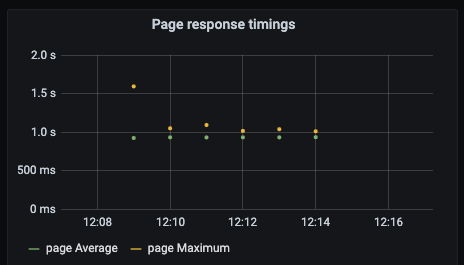 Page response timings
2.0 s
1.5 s
1.0 s
500 ms
0 ms
12:08 12:10 12:12 12:14 12:16
page Average page Maximum